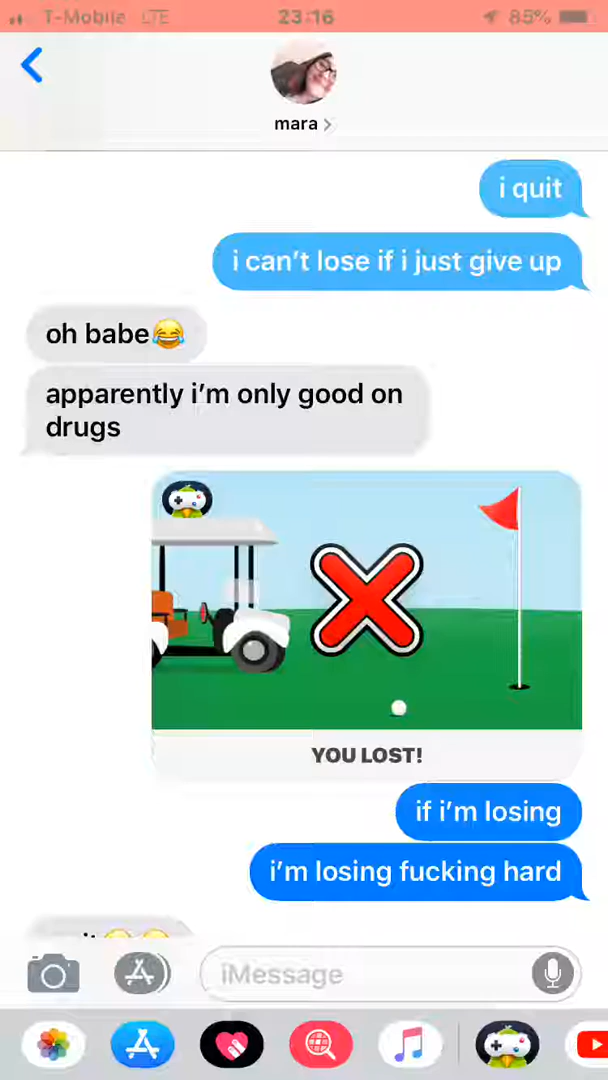 T-Mobile LTE 23:16 85%
mara
i quit
i can't lose if i just give up
oh babe😂
apparently i'm only good on
drugs
YOU LOST!
if i'm losing
i'm losing fucking hard
iMessage